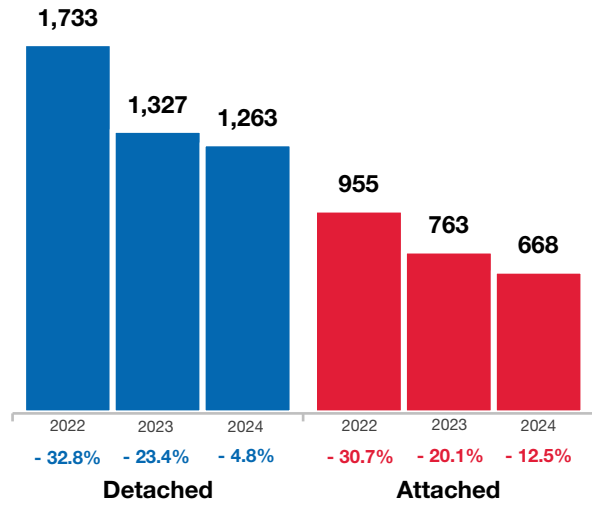 1,733
1,327
1,263
955
763
668
2022 2023 2024 2022 2023 2024
- 32.8% - 23.4% - 4.8% - 30.7% - 20.1% - 12.5%
Detached Attached